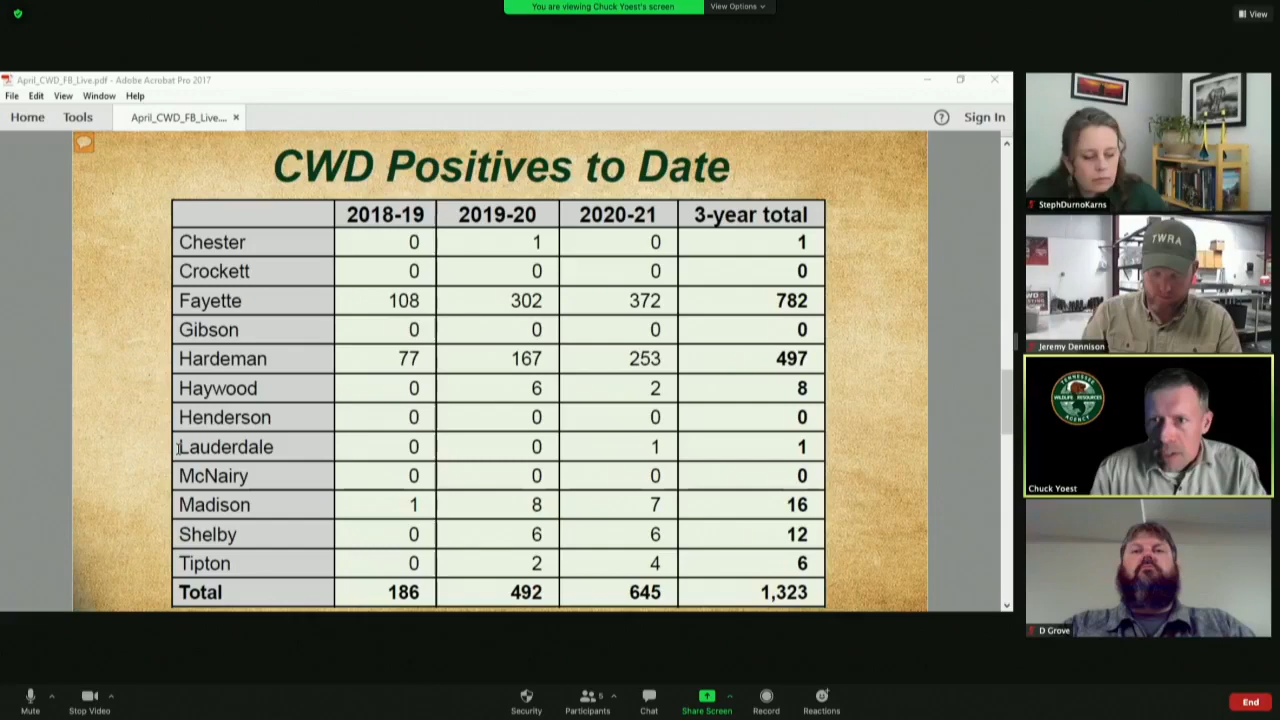 You are viewing Chuck Yoest's screen View Options
View
April_CWD_FB_Live.pdf - Adobe Acrobat Pro 2017
File Edit View Window Help
Home Tools April_CWD_FB_Live.... × Sign In
CWD Positives to Date
2018-19 2019-20 2020-21 3-year total
Chester 0 1 0 1
Crockett 0 0 0 0
Fayette 108 302 372 782
Gibson 0 0 0 0
Hardeman 77 167 253 497
Haywood 0 6 2 8
Henderson 0 0 0 0
Lauderdale 0 0 1 1
McNairy 0 0 0 0
Madison 1 8 7 16
Shelby 0 6 6 12
Tipton 0 2 4 6
Total 186 492 645 1,323
StephDurnoKarns
TWRA
Jeremy Dennison
TENNESSEE
WILDLIFE RESOURCES
AGENCY
Chuck Yoest
D Grove
Mute Stop Video Security Participants 5 Chat Share Screen Record Reactions End